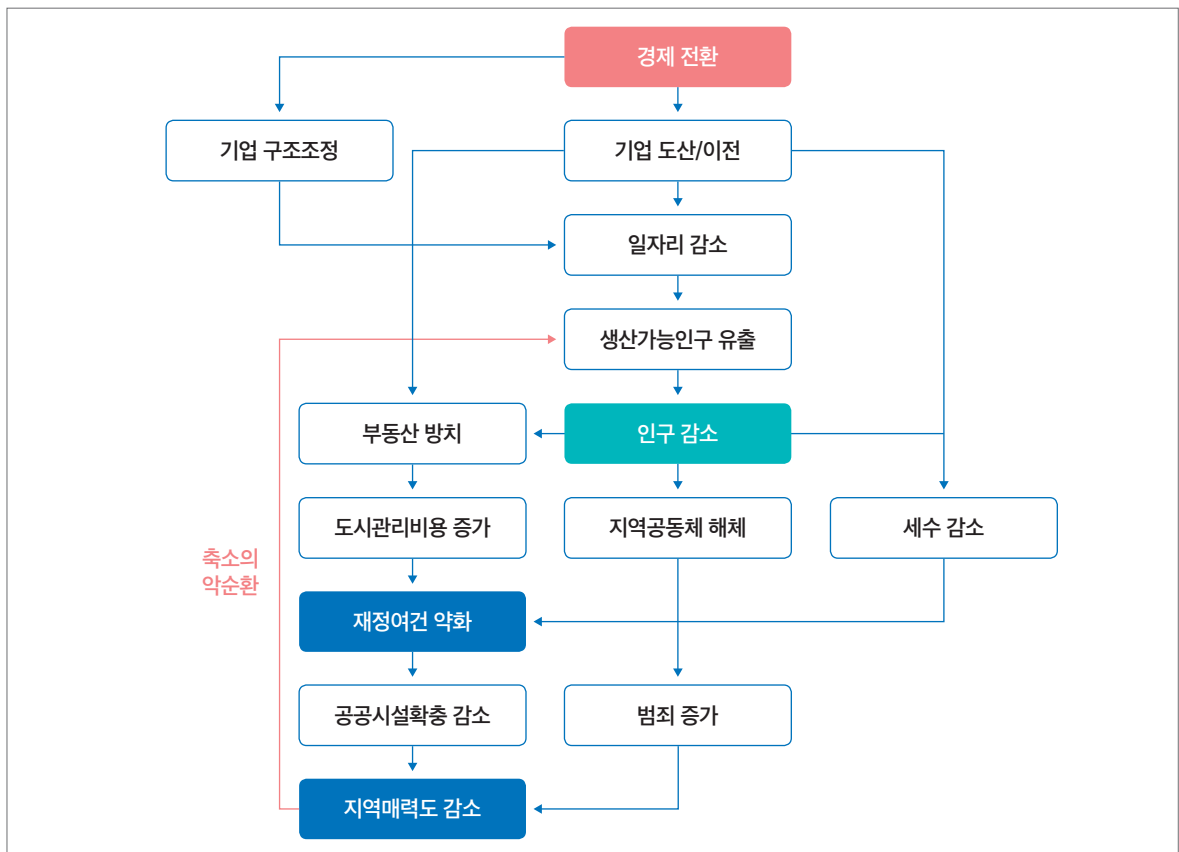 경제 전환
기업 구조조정
기업 도산/이전
일자리 감소
생산가능인구 유출
부동산 방치
인구 감소
도시관리비용 증가
지역공동체 해체
세수 감소
축소의
악순환
재정여건 약화
공공시설확충 감소
범죄 증가
지역매력도 감소